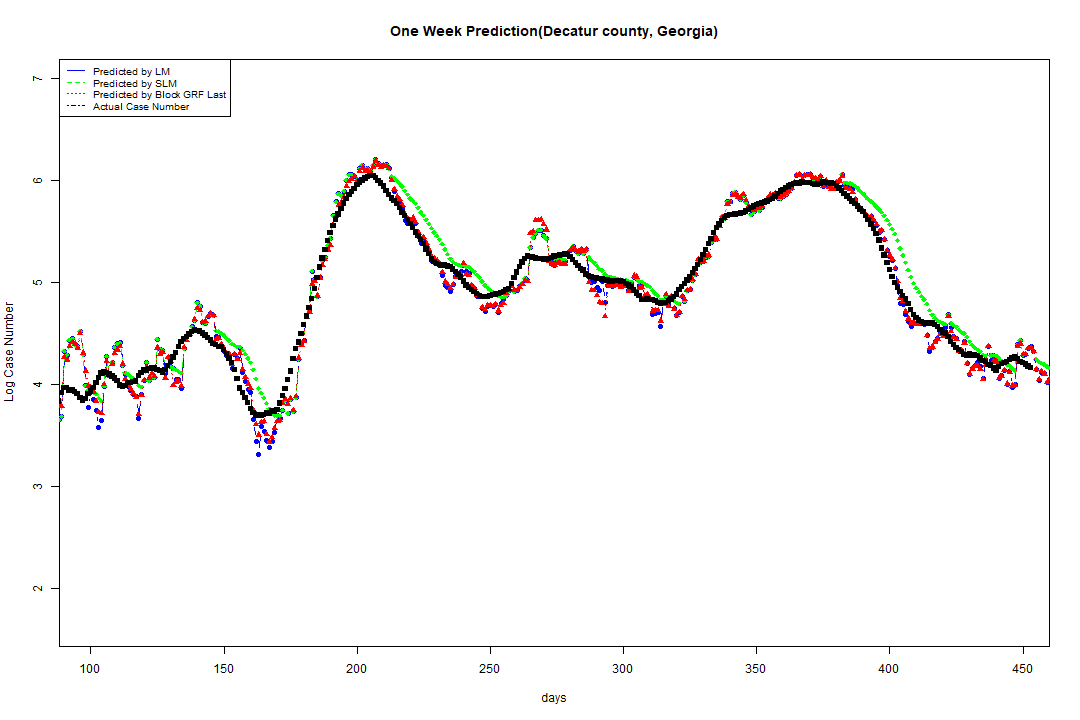 One Week Prediction(Decatur county, Georgia)
Predicted by LM
Predicted by SLM
Predicted by Block GRF Last
Actual Case Number
7
6
5
4
3
2
Log Case Number
100 150 200 250 300 350 400 450
days